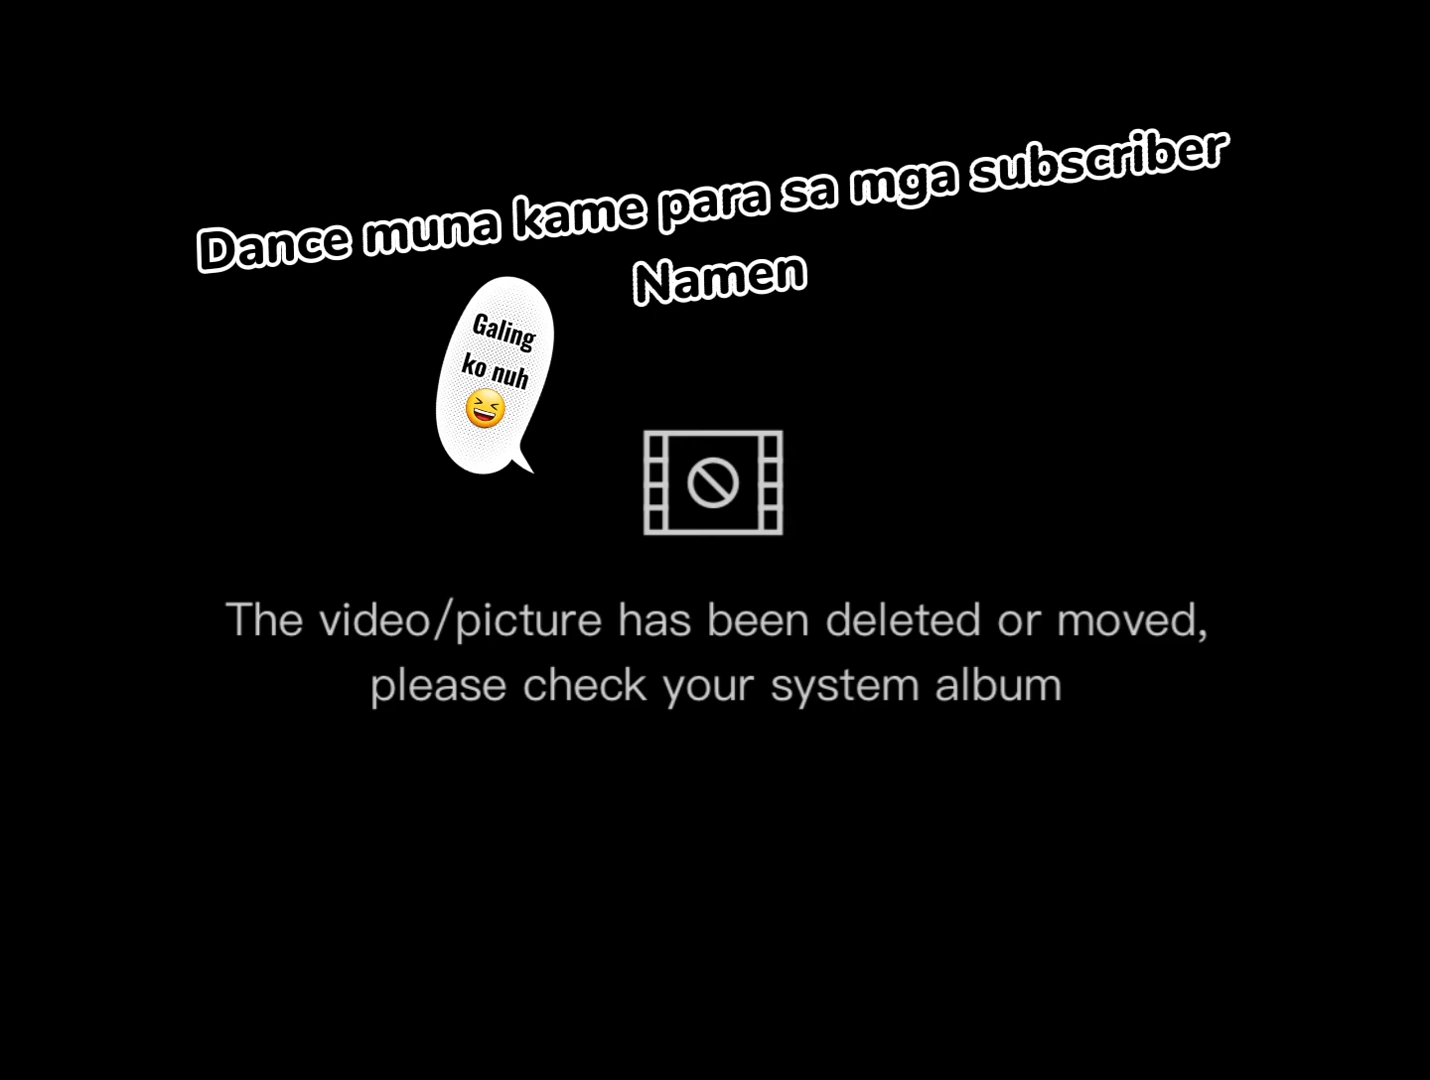 Dance muna kame para sa mga subscriber
Namen
Galing
ko nuh
The video/picture has been deleted or moved,
please check your system album